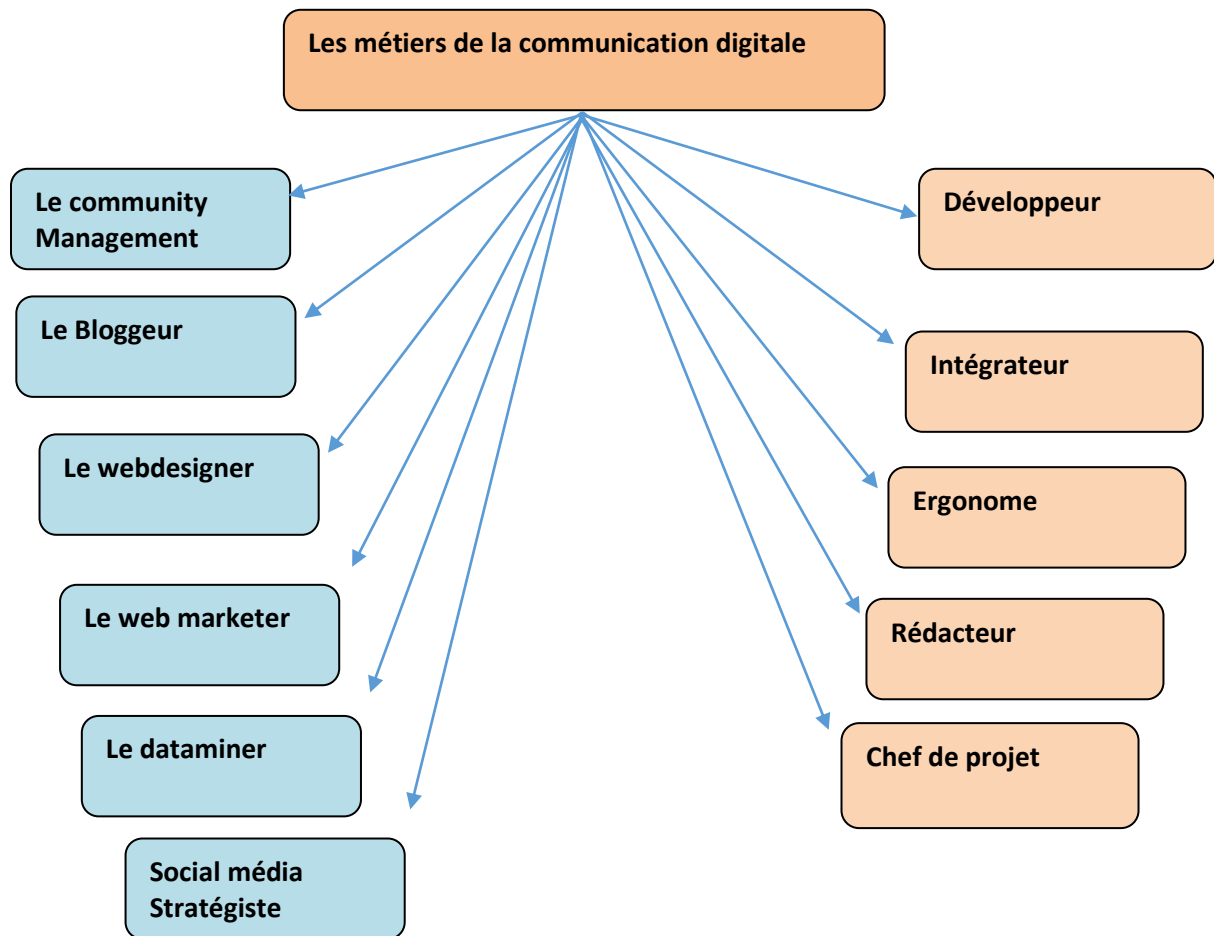 Les métiers de la communication digitale
Le community
Management
Le Bloggeur
Le webdesigner
Le web marketer
Le dataminer
Social média
Stratégiste
Développeur
Intégrateur
Ergonome
Rédacteur
Chef de projet